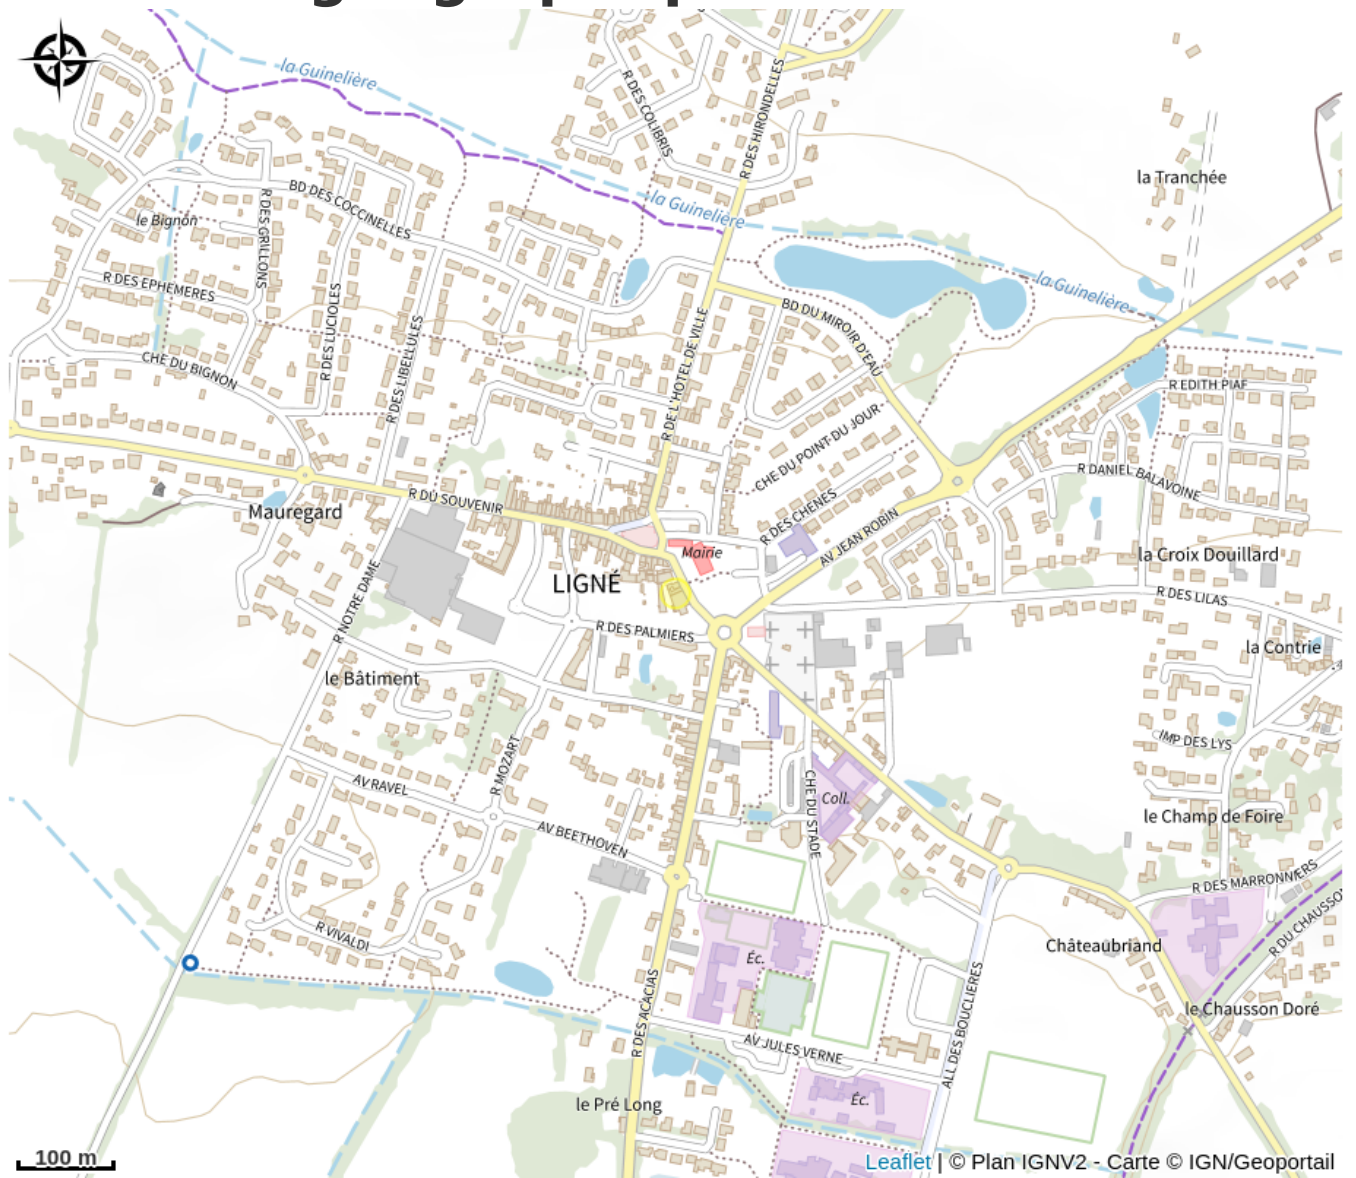 la Guinelière
R DES COLIBRIS
R DES HIRONDELLES
la Tranchée
BD DES COCCINELLES
R DES GRILLONS
le Bignon
la Guinelière
la Guinelière
R DES EPHEMERES
R DES LUCIOLES
R DES LIBELLULES
R DE L'HOTEL DE VILLE
BD DU MIROIR D'EAU
CHE DU BIGNON
R EDITH PIAF
CHE DU POINT DU JOUR
R DANIEL BALAVOINE
R DU SOUVENIR
Mauregard
R DES CHENES
AV JEAN ROBIN
Mairie
la Croix Douillard
LIGNÉ
R NOTRE DAME
R DES LILAS
R DES PALMIERS
la Contrie
le Bâtiment
IMP DES LYS
R MOZART
AV RAVEL
CHE DU STADE
Coll.
le Champ de Foire
AV BEETHOVEN
R DES MARRONNIERS
R DU CHAUSSON
R VIVALDI
Châteaubriand
Éc.
le Chausson Doré
R DES ACACIAS
ALL DES BOUCLIERES
AV JULES VERNE
Éc.
le Pré Long
100 m
Leaflet | © Plan IGNV2 - Carte © IGN/Geoportail